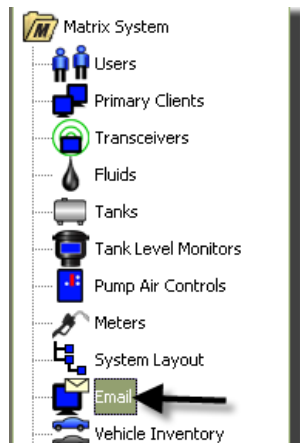 Matrix System
Users
Primary Clients
Transceivers
Fluids
Tanks
Tank Level Monitors
Pump Air Controls
Meters
System Layout
Email
Vehicle Inventory